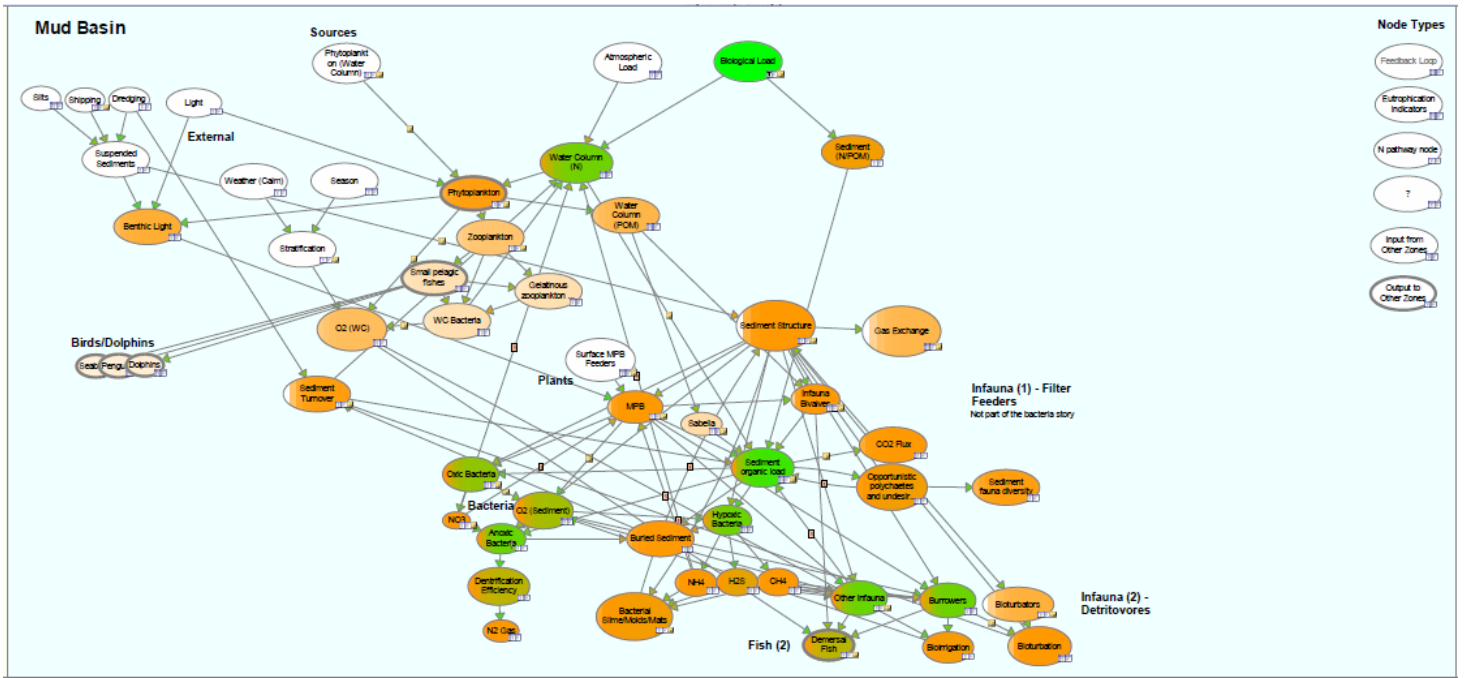 Mud Basin
Sources
Node Types
Phytoplankt
on (Water
Column)
Atmospheric
Load
Biological Load
Feedback Loop
Silts
Shipping
Dredging
Light
Eutrophication
Indicators
External
Suspended
Sediments
Water Column
(N)
Sediment
(N/POM)
N pathway node
Weather (Calm)
Season
Phytoplankton
?
Benthic Light
Water
Column
(POM)
Zooplankton
Stratification
Input from
Other Zones
Small pelagic
fishes
Gelatinous
zooplankton
Output to
Other Zones
WC Bacteria
O2 (WC)
Sediment Structure
Gas Exchange
Birds/Dolphins
Seab
Pengu
Dolphins
Surface MPB
Feeders
Plants
Sediment
Turnover
MPB
Infauna
Bivalves
Infauna (1) - Filter
Feeders
Not part of the bacteria story
Sabella
CO2 Flux
Oxic Bacteria
Sediment
organic load
Opportunistic
polychaetes
and undesir...
Sediment
fauna diversity
Bacteria
O2 (Sediment)
NO3
Hypoxic
Bacteria
Anoxic
Bacteria
Buried Sediment
Dentrification
Efficiency
NH4
H2S
CH4
Other Infauna
Burrowers
Bioturbators
Infauna (2) -
Detritovores
Bacterial
Slime/Molds/Mats
N2 Gas
Fish (2)
Demersal
Fish
Bioirrigation
Bioturbation